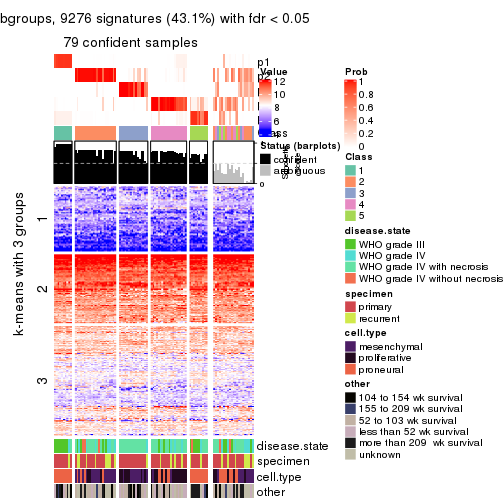 bgroups, 9276 signatures (43.1%) with fdr < 0.05
79 confident samples
p1
Value
12
10
8
6
4
Prob
1
0.8
0.6
0.4
0.2
0
Status (barplots)
confident
ambiguous
0
Class
1
2
3
4
5
k-means with 3 groups
1
2
3
disease.state
WHO grade III
WHO grade IV
WHO grade IV with necrosis
WHO grade IV without necrosis
specimen
primary
recurrent
cell.type
mesenchymal
proliferative
proneural
other
104 to 154 wk survival
155 to 209 wk survival
52 to 103 wk survival
less than 52 wk survival
more than 209 wk survival
unknown
disease.state
specimen
cell.type
other